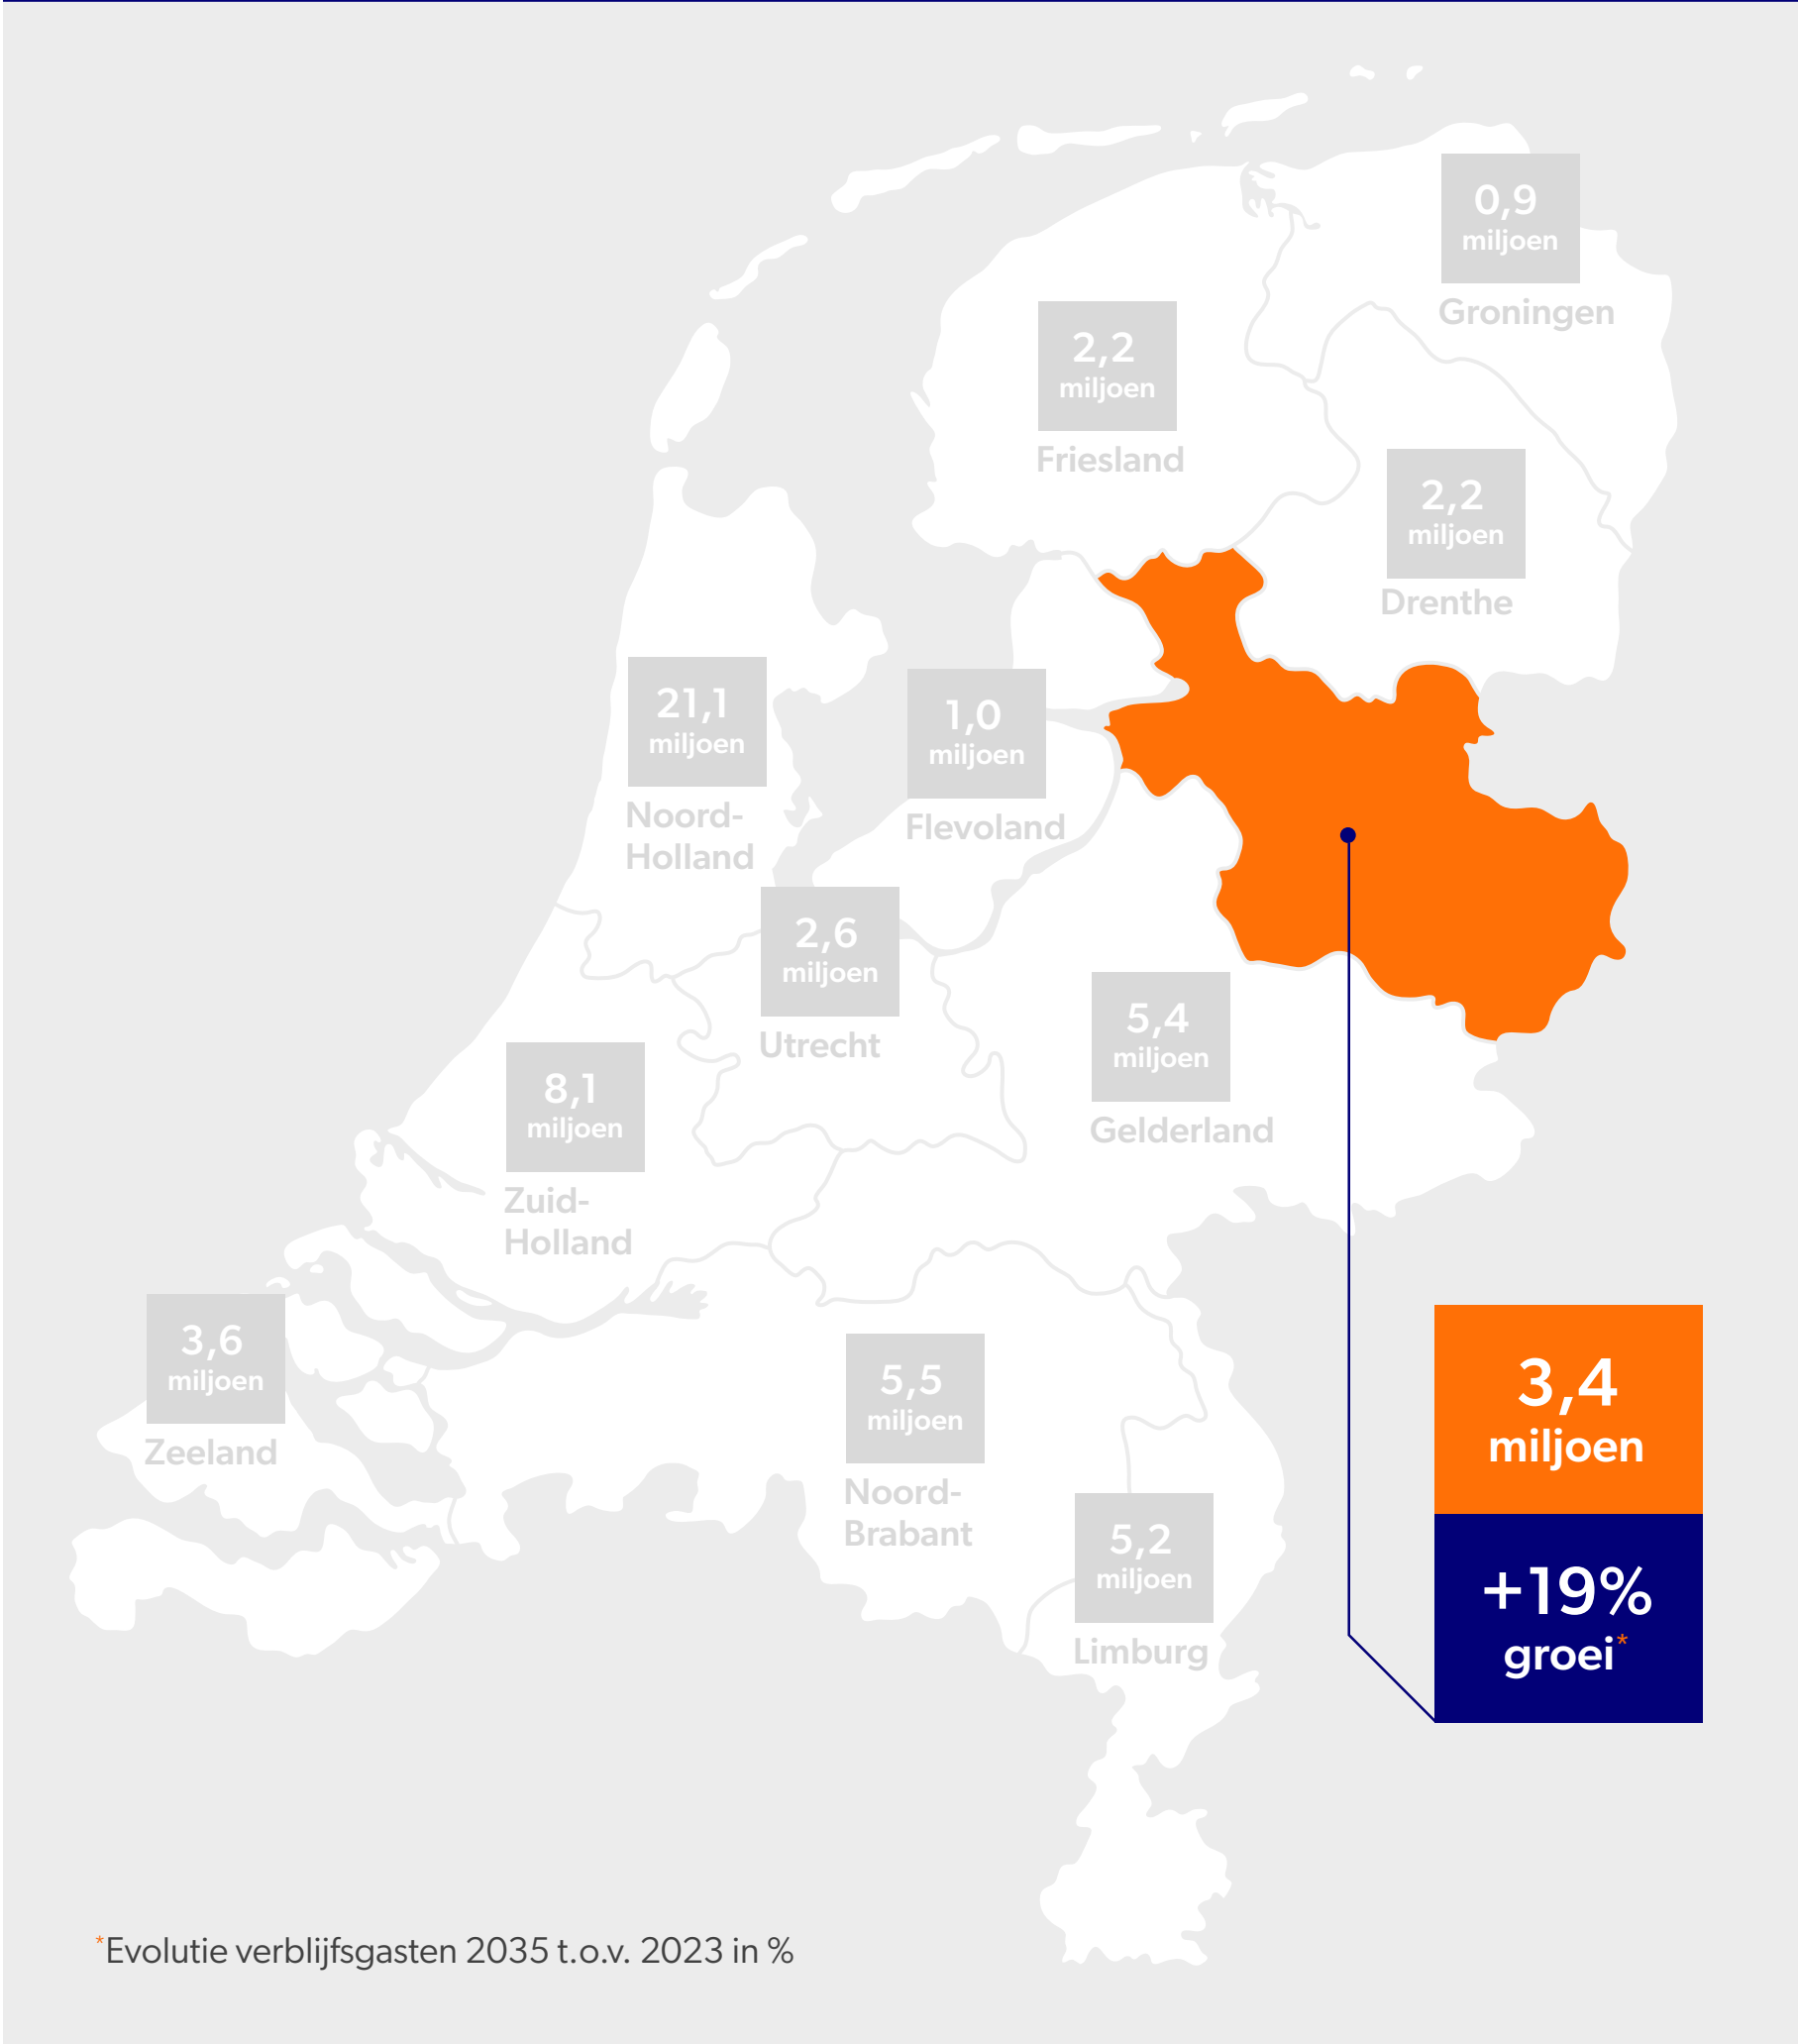 0,9
miljoen
Groningen
2,2
miljoen
Friesland
2,2
miljoen
Drenthe
21,1
miljoen
Noord-
Holland
1,0
miljoen
Flevoland
2,6
miljoen
Utrecht
5,4
miljoen
Gelderland
8,1
miljoen
Zuid-
Holland
3,6
miljoen
Zeeland
5,5
miljoen
Noord-
Brabant
5,2
miljoen
Limburg
3,4
miljoen
+19%
groei*
*Evolutie verblijfsgasten 2035 t.o.v. 2023 in %